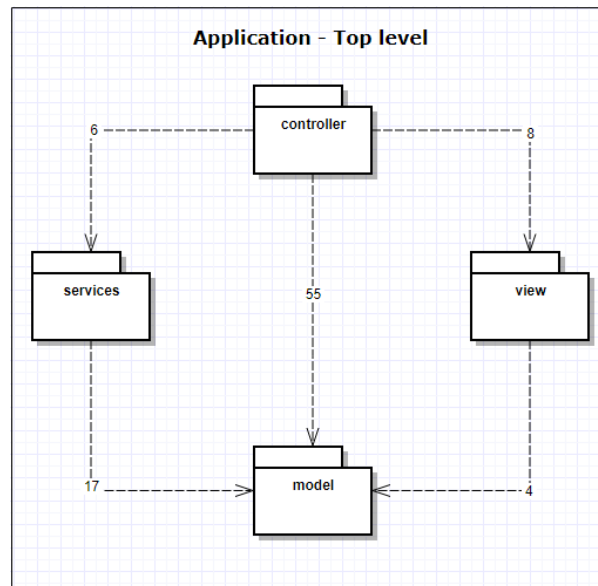 Application - Top level
controller
6
8
services
55
view
17
model
4